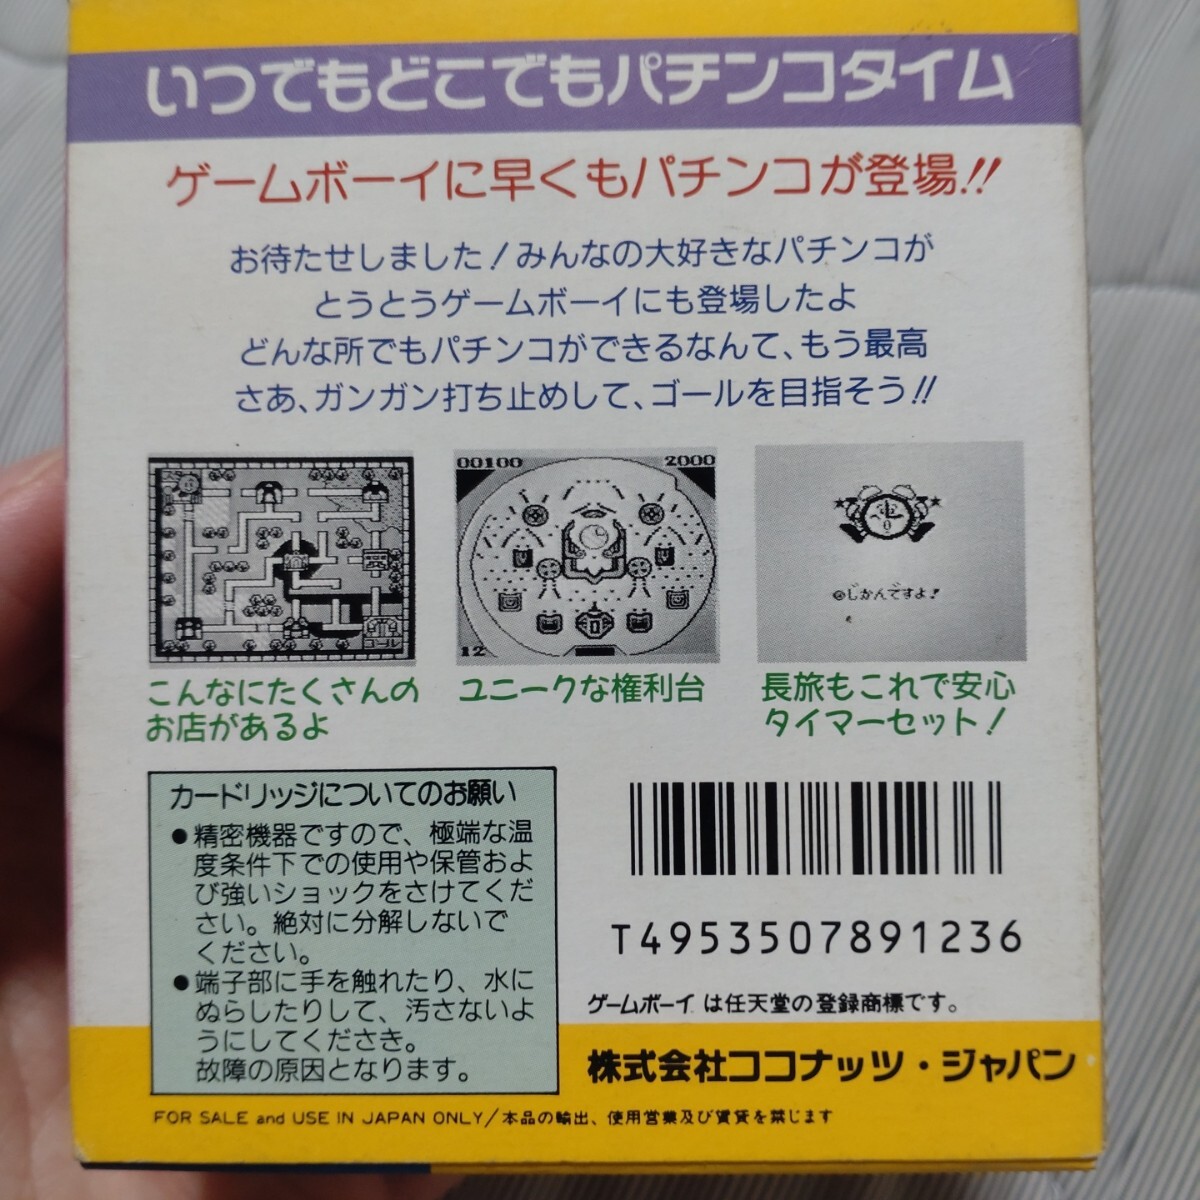 いつでもどこでもパチンコタイム
ゲームボーイに早くもパチンコが登場!!
お待たせしました!みんなの大好きなパチンコが
とうとうゲームボーイにも登場したよ
どんな所でもパチンコができるなんて、もう最高
さあ、ガンガン打ち止めして、ゴールを目指そう!!
ゴール
00100 2000
12
じかんですよ!
こんなにたくさんの
お店があるよ
ユニークな権利台
長旅もこれで安心
タイマーセット!
カードリッジについてのお願い
●精密機器ですので、極端な温
度条件下での使用や保管およ
び強いショックをさけてくだ
さい。絶対に分解しないで
ください。
●端子部に手を触れたり、水に
ぬらしたりして、汚さないよ
うにしてくださき。
故障の原因となります。
T4953507891236
ゲームボーイは任天堂の登録商標です。
株式会社ココナッツ・ジャパン
FOR SALE and USE IN JAPAN ONLY/本品の輸出、使用営業及び賃貸を禁じます